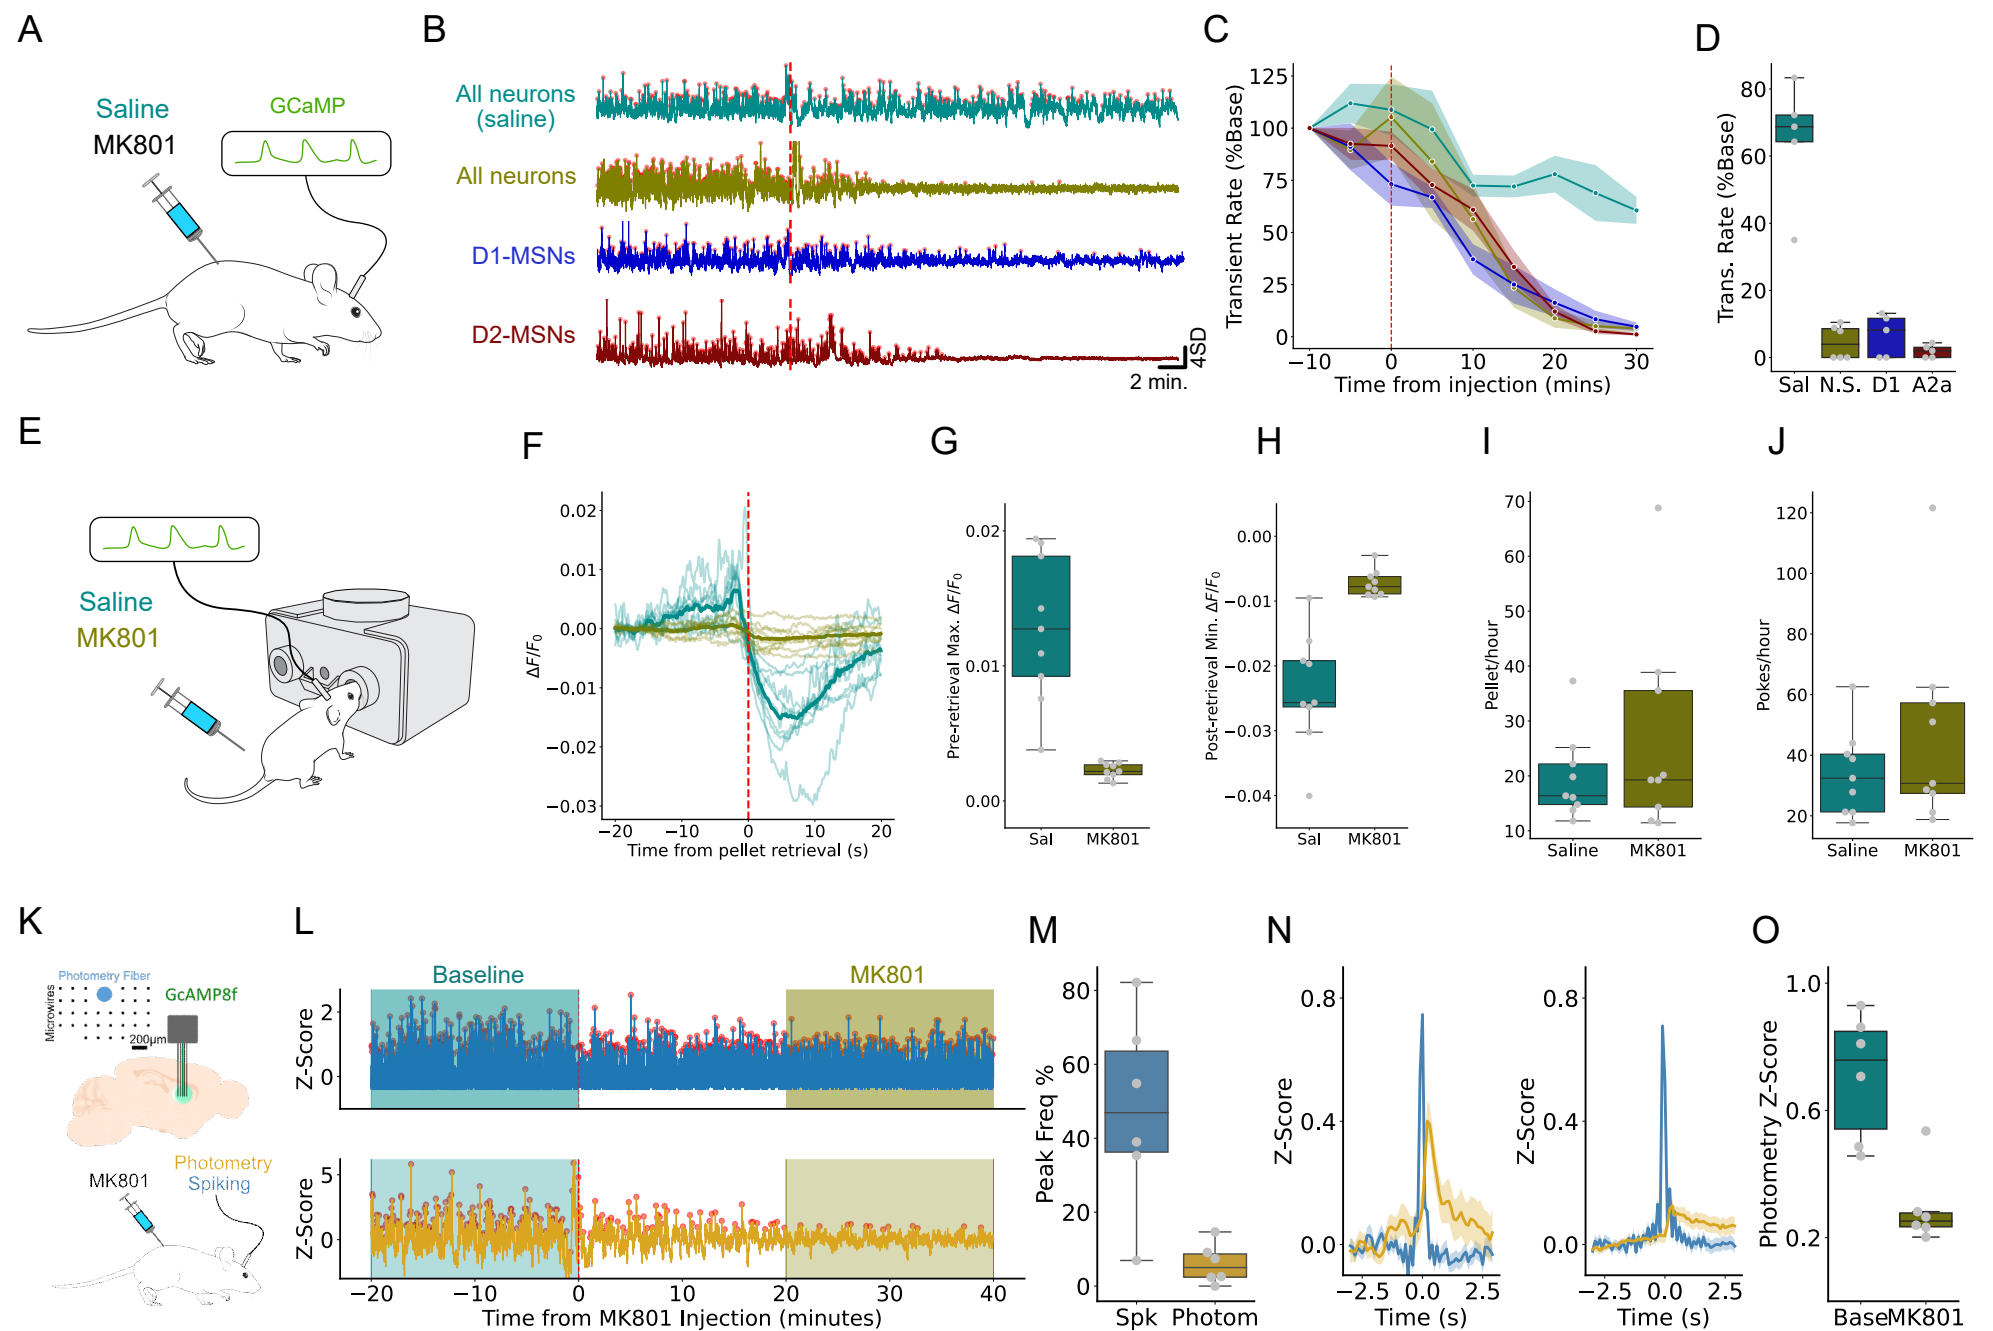 A
Saline
MK801
GCaMP
B
All neurons
(saline)
All neurons
D1-MSNs
D2-MSNs
4SD
2 min.
C
Transient Rate (%Base)
125
100
75
50
25
0
−10
0
10
20
30
Time from injection (mins)
D
Trans. Rate (%Base)
80
60
40
20
0
Sal
N.S.
D1
A2a
E
Saline
MK801
F
ΔF/F0
0.02
0.01
0.00
−0.01
−0.02
−0.03
−20
−10
0
10
20
Time from pellet retrieval (s)
G
Pre-retrieval Max. ΔF/F0
0.02
0.01
0.00
Sal
MK801
H
Post-retrieval Min. ΔF/F0
0.00
−0.01
−0.02
−0.03
−0.04
Sal
MK801
I
Pellet/hour
70
60
50
40
30
20
10
Saline
MK801
J
Pokes/hour
120
100
80
60
40
20
Saline
MK801
K
Photometry Fiber
Microwires
GcAMP8f
200µm
MK801
Photometry
Spiking
L
Baseline
MK801
Z-Score
2
0
Z-Score
5
0
−20
−10
0
10
20
30
40
Time from MK801 Injection (minutes)
M
Peak Freq %
80
60
40
20
0
Spk
Photom
N
Z-Score
0.8
0.4
0.0
−2.5
0.0
2.5
Time (s)
Z-Score
0.8
0.4
0.0
−2.5
0.0
2.5
Time (s)
O
Photometry Z-Score
1.0
0.6
0.2
Base
MK801